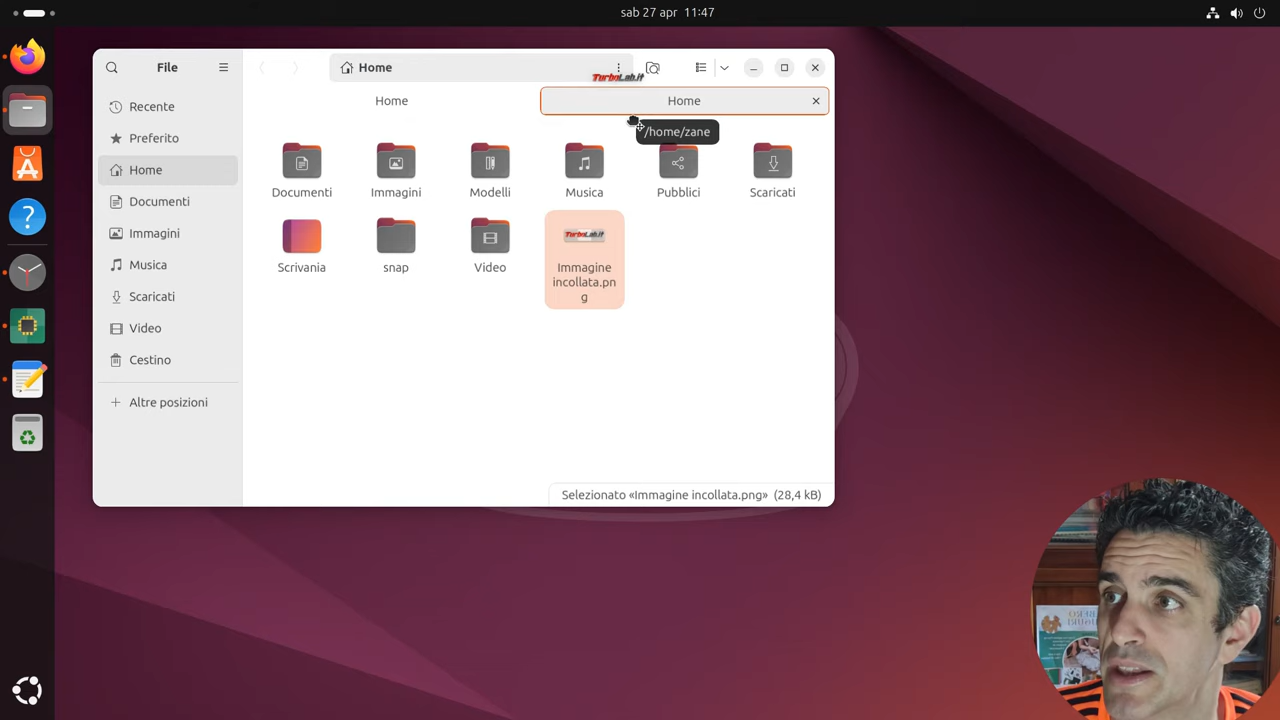 sab 27 apr 11:47
File
Home
TurboLab.it
Home
Home
/home/zane
Recente
Preferito
Home
Documenti
Immagini
Musica
Scaricati
Video
Cestino
Altre posizioni
Documenti
Immagini
Modelli
Musica
Pubblici
Scaricati
Scrivania
snap
Video
TurboLab.it
Immagine
incollata.pn
g
Selezionato «Immagine incollata.png» (28,4 kB)